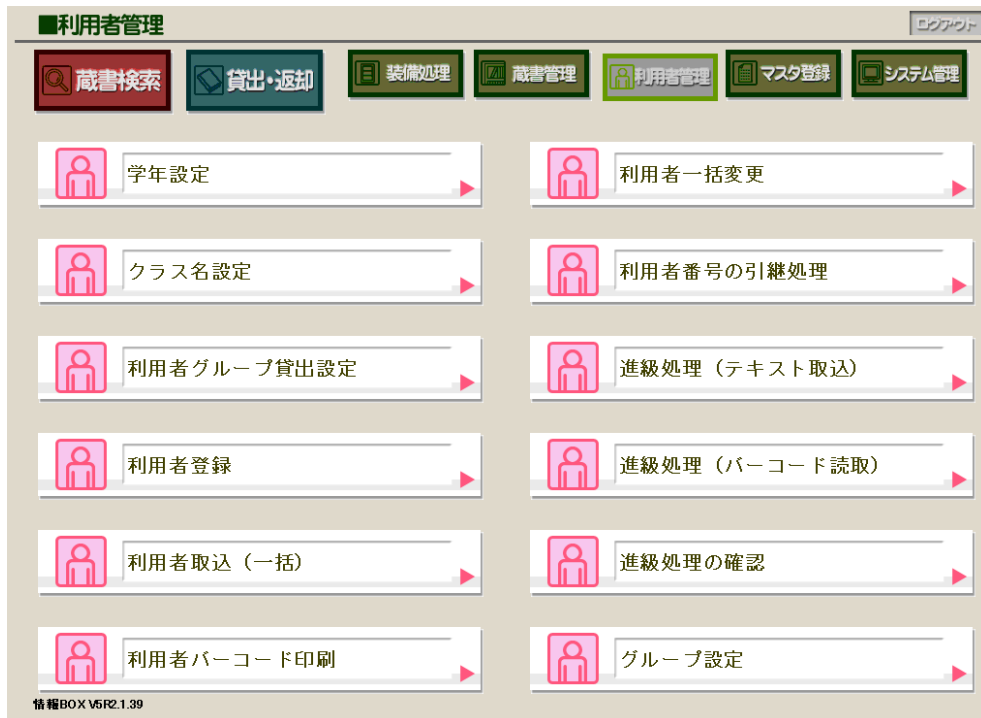 ■利用者管理
ログアウト
蔵書検索
貸出・返却
装備処理
蔵書管理
利用者管理
マスタ登録
システム管理
学年設定
利用者一括変更
クラス名設定
利用者番号の引継処理
利用者グループ貸出設定
進級処理（テキスト取込）
利用者登録
進級処理（バーコード読取）
利用者取込（一括）
進級処理の確認
利用者バーコード印刷
グループ設定
情報BOX V5R2.1.39